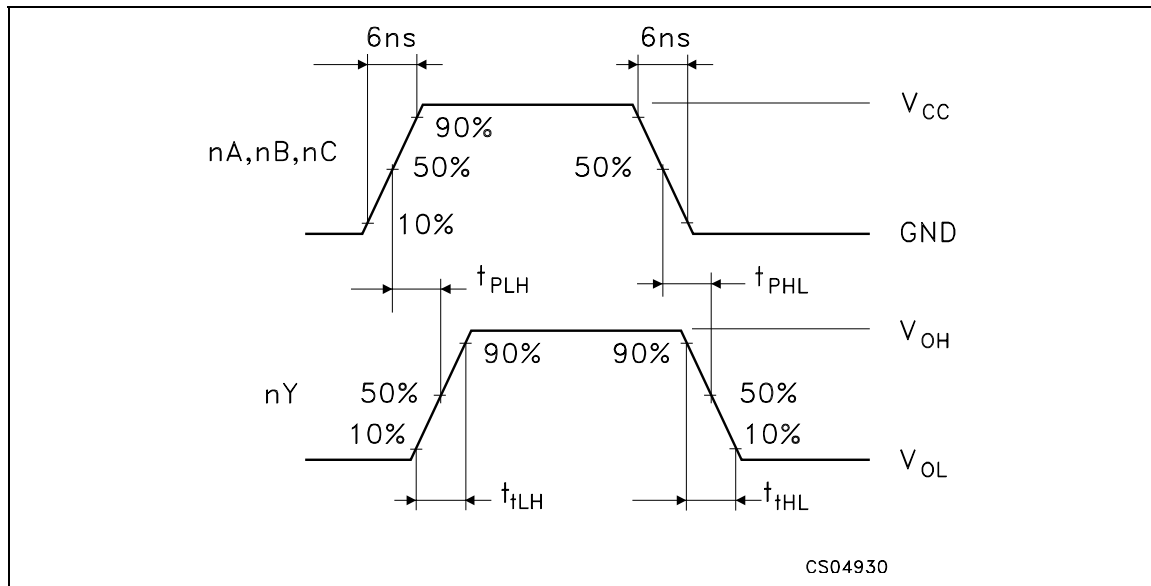 6ns 6ns
V_CC
90%
nA,nB,nC 50% 50%
10% GND
t_PLH t_PHL
V_OH
90% 90%
nY 50% 50%
10% 10%
V_OL
t_tLH t_tHL
CS04930